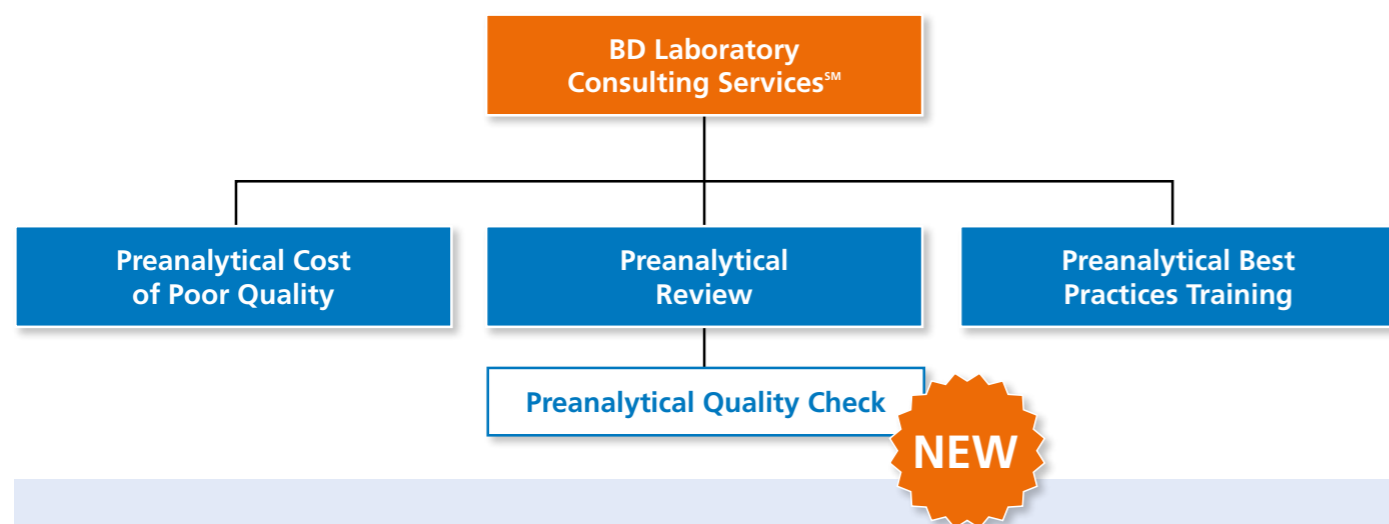 BD Laboratory
Consulting Services℠
Preanalytical Cost
of Poor Quality
Preanalytical
Review
Preanalytical Best
Practices Training
Preanalytical Quality Check
NEW